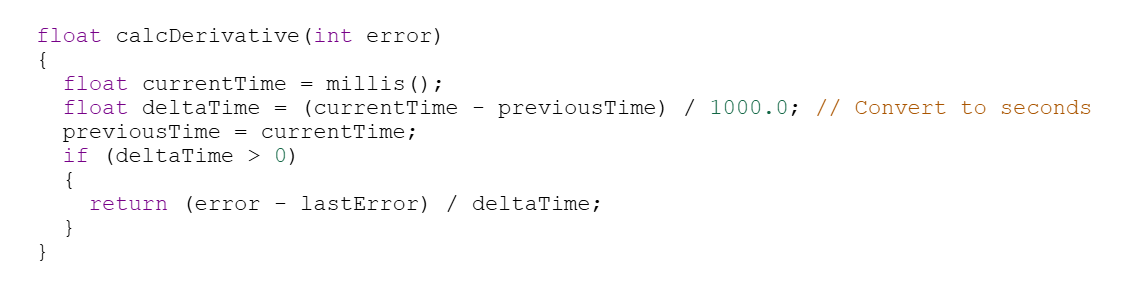 float calcDerivative(int error)
{
  float currentTime = millis();
  float deltaTime = (currentTime - previousTime) / 1000.0; // Convert to seconds
  previousTime = currentTime;
  if (deltaTime > 0)
  {
    return (error - lastError) / deltaTime;
  }
}